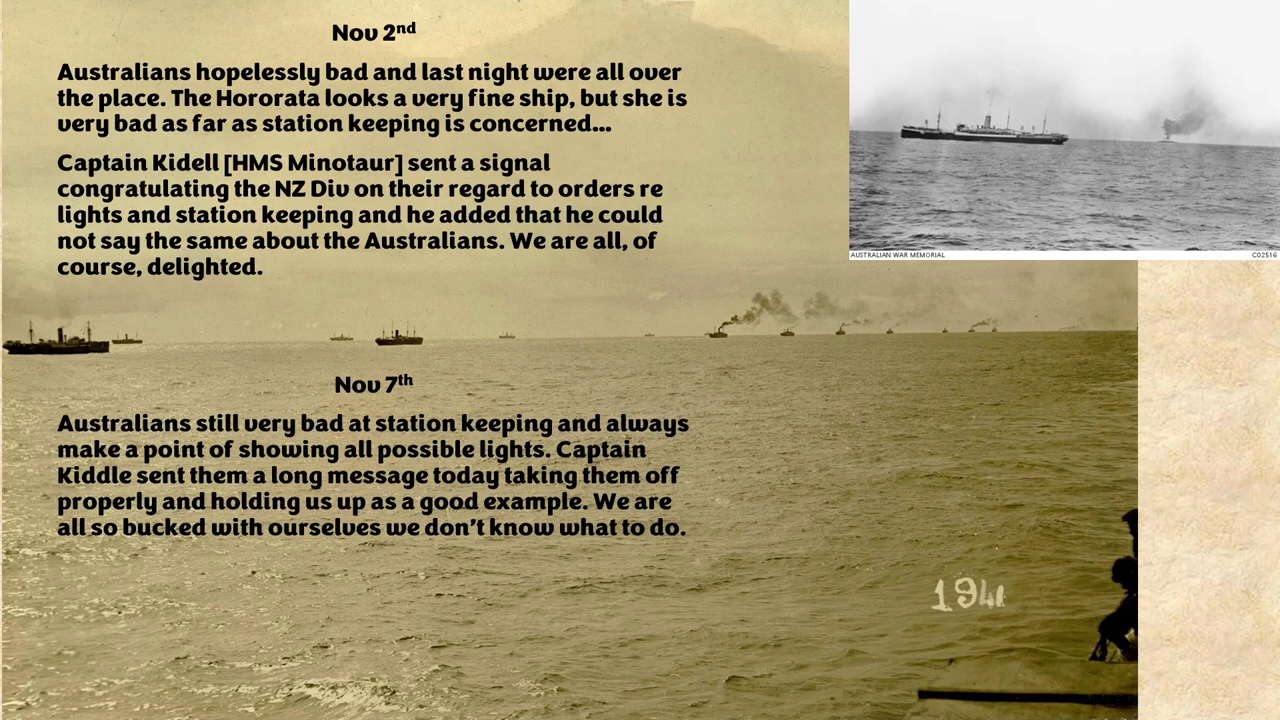 Nov 2nd
Australians hopelessly bad and last night were all over
the place. The Hororata looks a very fine ship, but she is
very bad as far as station keeping is concerned...
Captain Kidell [HMS Minotaur] sent a signal
congratulating the NZ Div on their regard to orders re
lights and station keeping and he added that he could
not say the same about the Australians. We are all, of
course, delighted.
Nov 7th
Australians still very bad at station keeping and always
make a point of showing all possible lights. Captain
Kiddle sent them a long message today taking them off
properly and holding us up as a good example. We are
all so bucked with ourselves we don't know what to do.
AUSTRALIAN WAR MEMORIAL
C02516